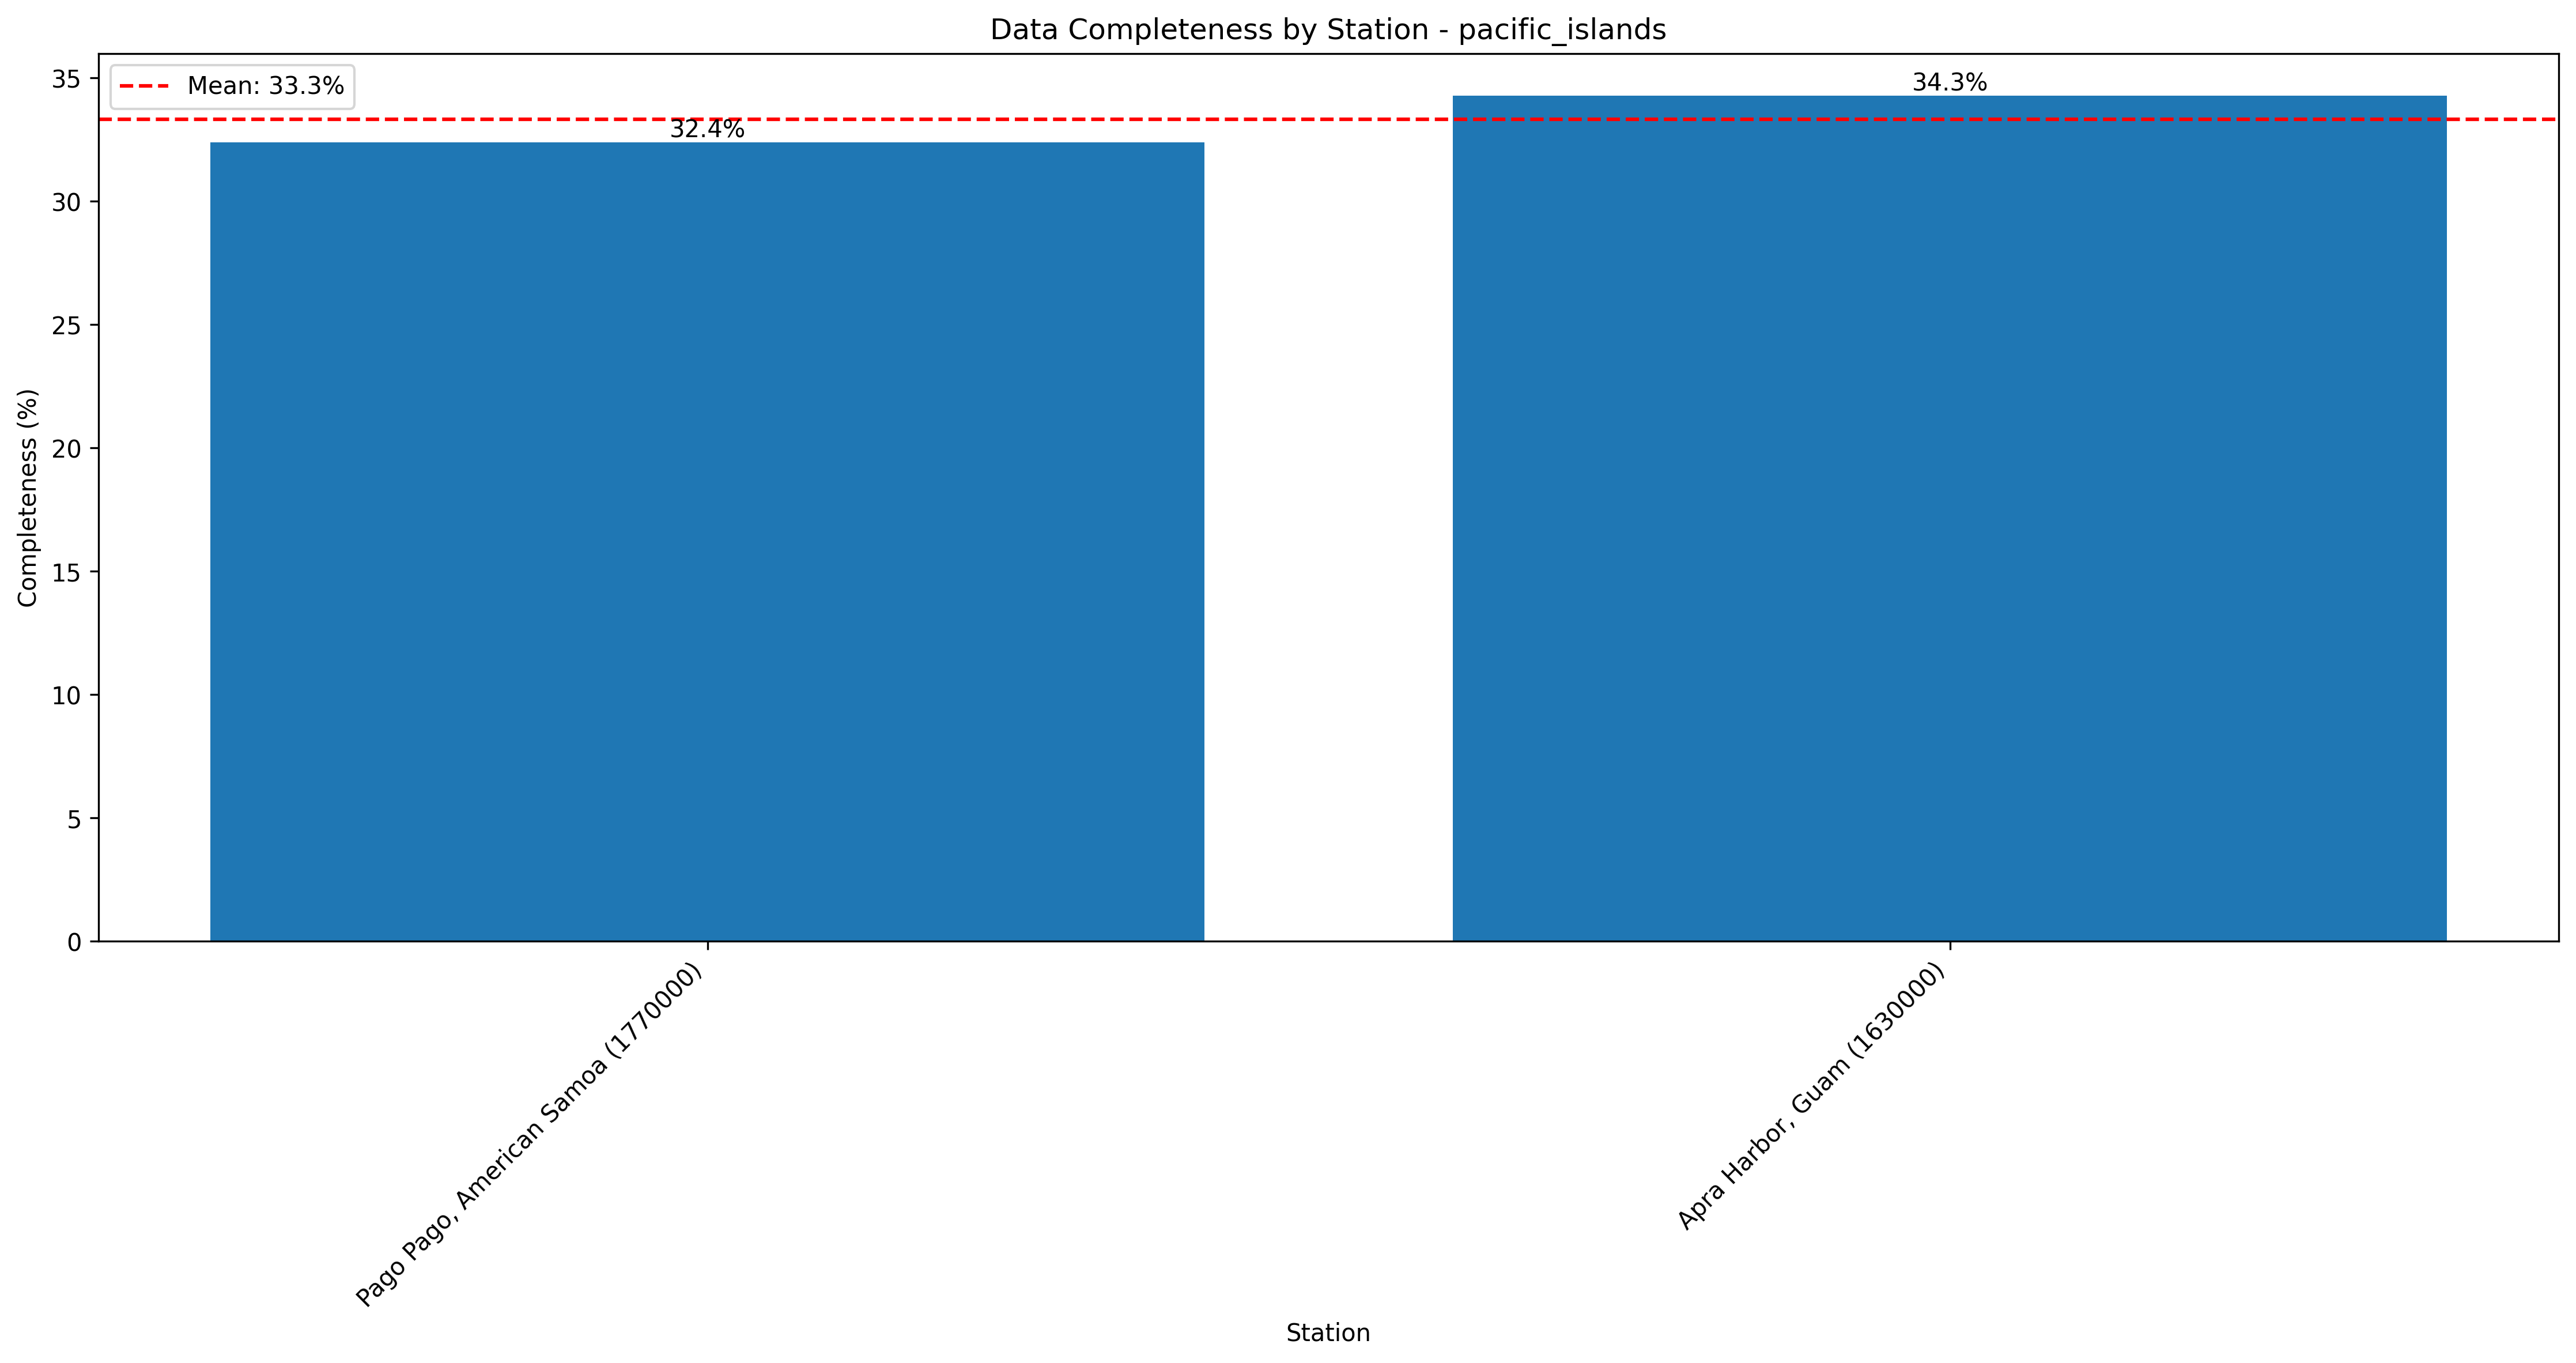 Data Completeness by Station - pacific_islands
Mean: 33.3%
32.4%
34.3%
Completeness (%)
35
30
25
20
15
10
5
0
Pago Pago, American Samoa (1770000)
Apra Harbor, Guam (1630000)
Station